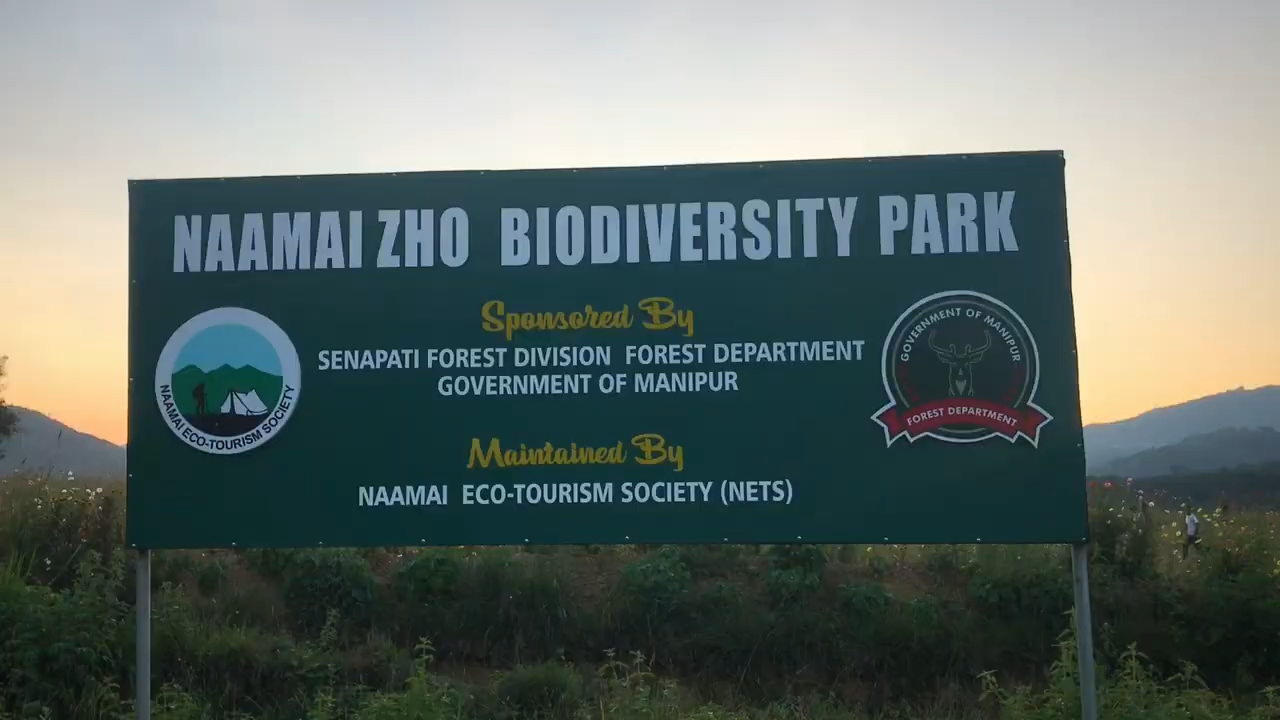 NAAMAI ZHO BIODIVERSITY PARK
Sponsored By
SENAPATI FOREST DIVISION FOREST DEPARTMENT
GOVERNMENT OF MANIPUR
Maintained By
NAAMAI ECO-TOURISM SOCIETY (NETS)
NAAMAI ECO-TOURISM SOCIETY
GOVERNMENT OF MANIPUR
FOREST DEPARTMENT